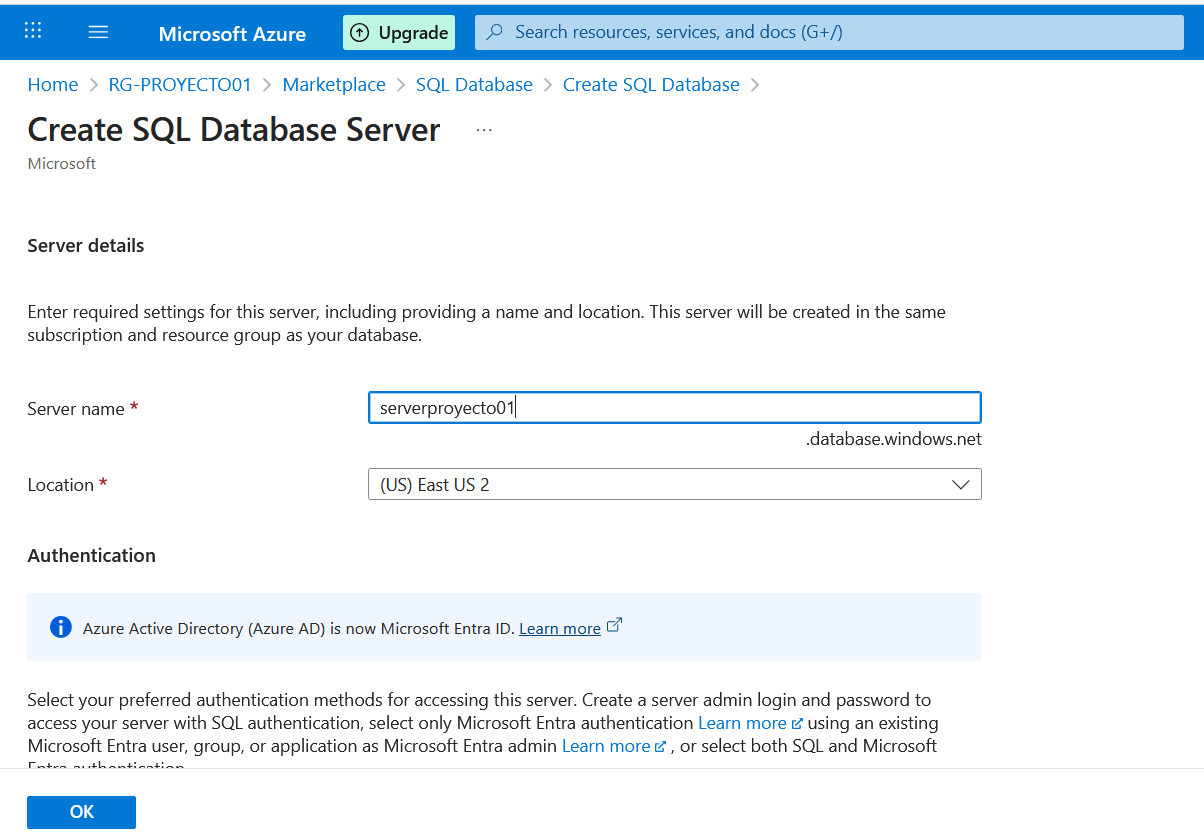 Microsoft Azure
Upgrade
Search resources, services, and docs (G+/)
Home > RG-PROYECTO01 > Marketplace > SQL Database > Create SQL Database >
Create SQL Database Server ...
Microsoft
Server details
Enter required settings for this server, including providing a name and location. This server will be created in the same
subscription and resource group as your database.
Server name *
serverproyecto01
.database.windows.net
Location *
(US) East US 2
Authentication
Azure Active Directory (Azure AD) is now Microsoft Entra ID. Learn more
Select your preferred authentication methods for accessing this server. Create a server admin login and password to
access your server with SQL authentication, select only Microsoft Entra authentication Learn more using an existing
Microsoft Entra user, group, or application as Microsoft Entra admin Learn more , or select both SQL and Microsoft
Entra authentication.
OK